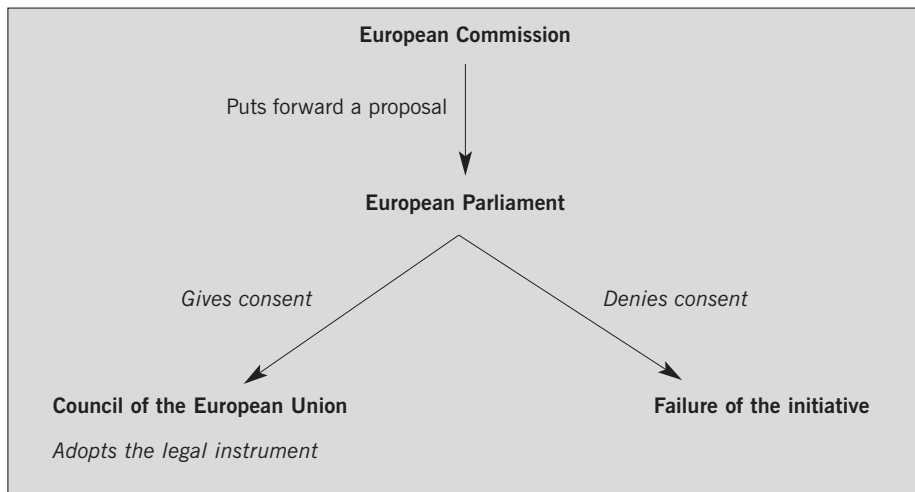 European Commission
Puts forward a proposal
European Parliament
Gives consent
Denies consent
Council of the European Union
Failure of the initiative
Adopts the legal instrument